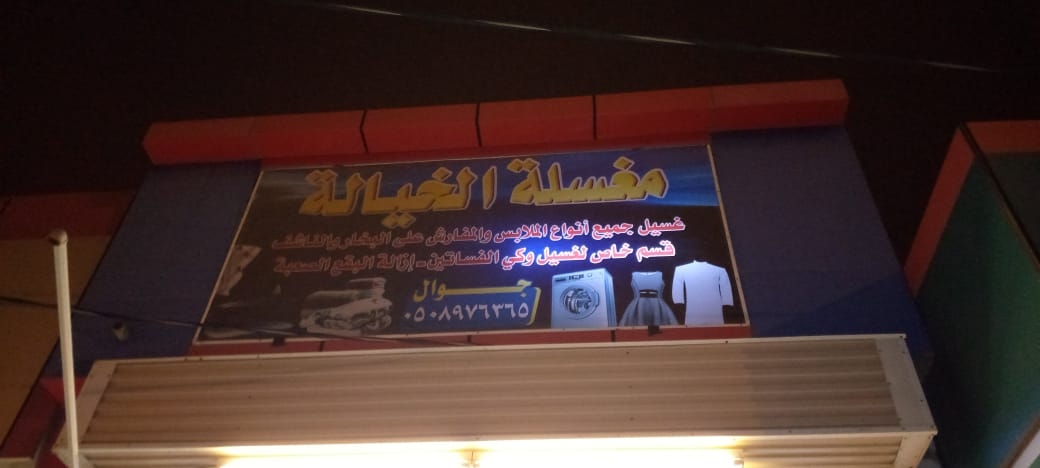 مغسلة الخيالة
غسيل جميع أنواع الملابس والمفارش على البخار والناشف
قسم خاص لغسيل وكي الفساتين - إزالة البقع الصعبة
جوال
٠٥٠٨٩٧٦٣٦٥